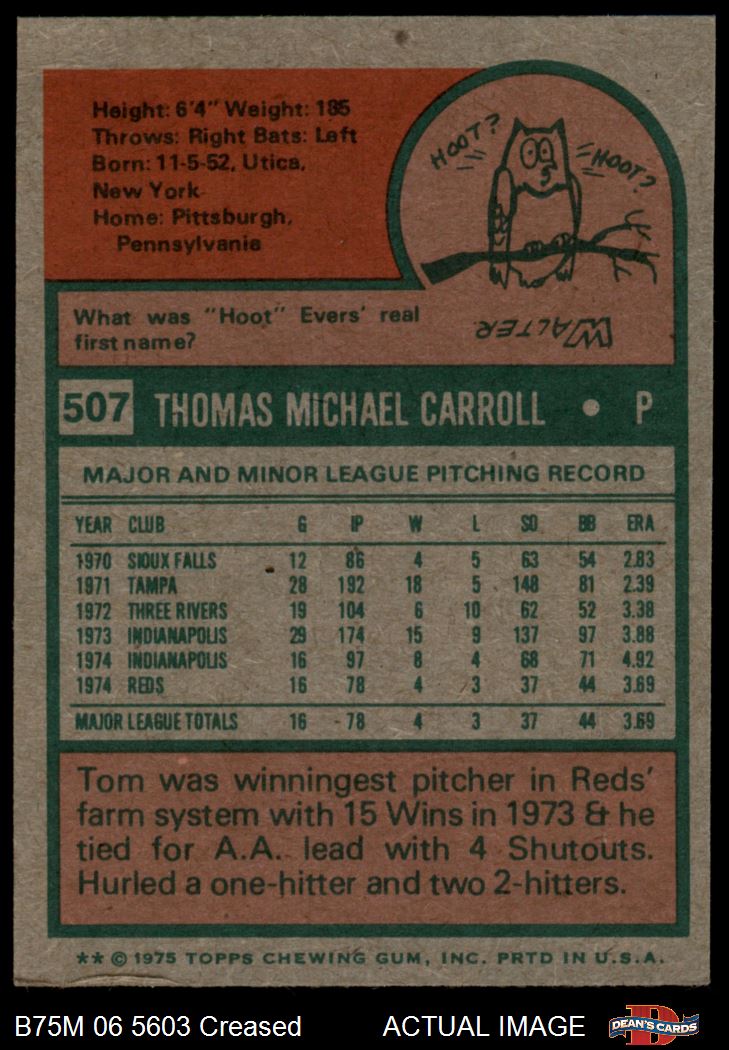 Height: 6'4" Weight: 185
Throws: Right Bats: Left
Born: 11-5-52, Utica,
New York
Home: Pittsburgh,
Pennsylvania
HOOT?
HOOT?
What was "Hoot" Evers' real
first name?
WALTER
507 THOMAS MICHAEL CARROLL • P
MAJOR AND MINOR LEAGUE PITCHING RECORD
YEAR CLUB G IP W L SO BB ERA
1970 SIOUX FALLS 12 86 4 5 63 54 2.83
1971 TAMPA 28 192 18 5 148 81 2.39
1972 THREE RIVERS 19 104 6 10 62 52 3.38
1973 INDIANAPOLIS 29 174 15 9 137 97 3.88
1974 INDIANAPOLIS 16 97 8 4 68 71 4.92
1974 REDS 16 78 4 3 37 44 3.69
MAJOR LEAGUE TOTALS 16 78 4 3 37 44 3.69
Tom was winningest pitcher in Reds'
farm system with 15 Wins in 1973 & he
tied for A.A. lead with 4 Shutouts.
Hurled a one-hitter and two 2-hitters.
** © 1975 TOPPS CHEWING GUM, INC. PRTD IN U.S.A.
B75M 06 5603 Creased ACTUAL IMAGE DEAN'S CARDS